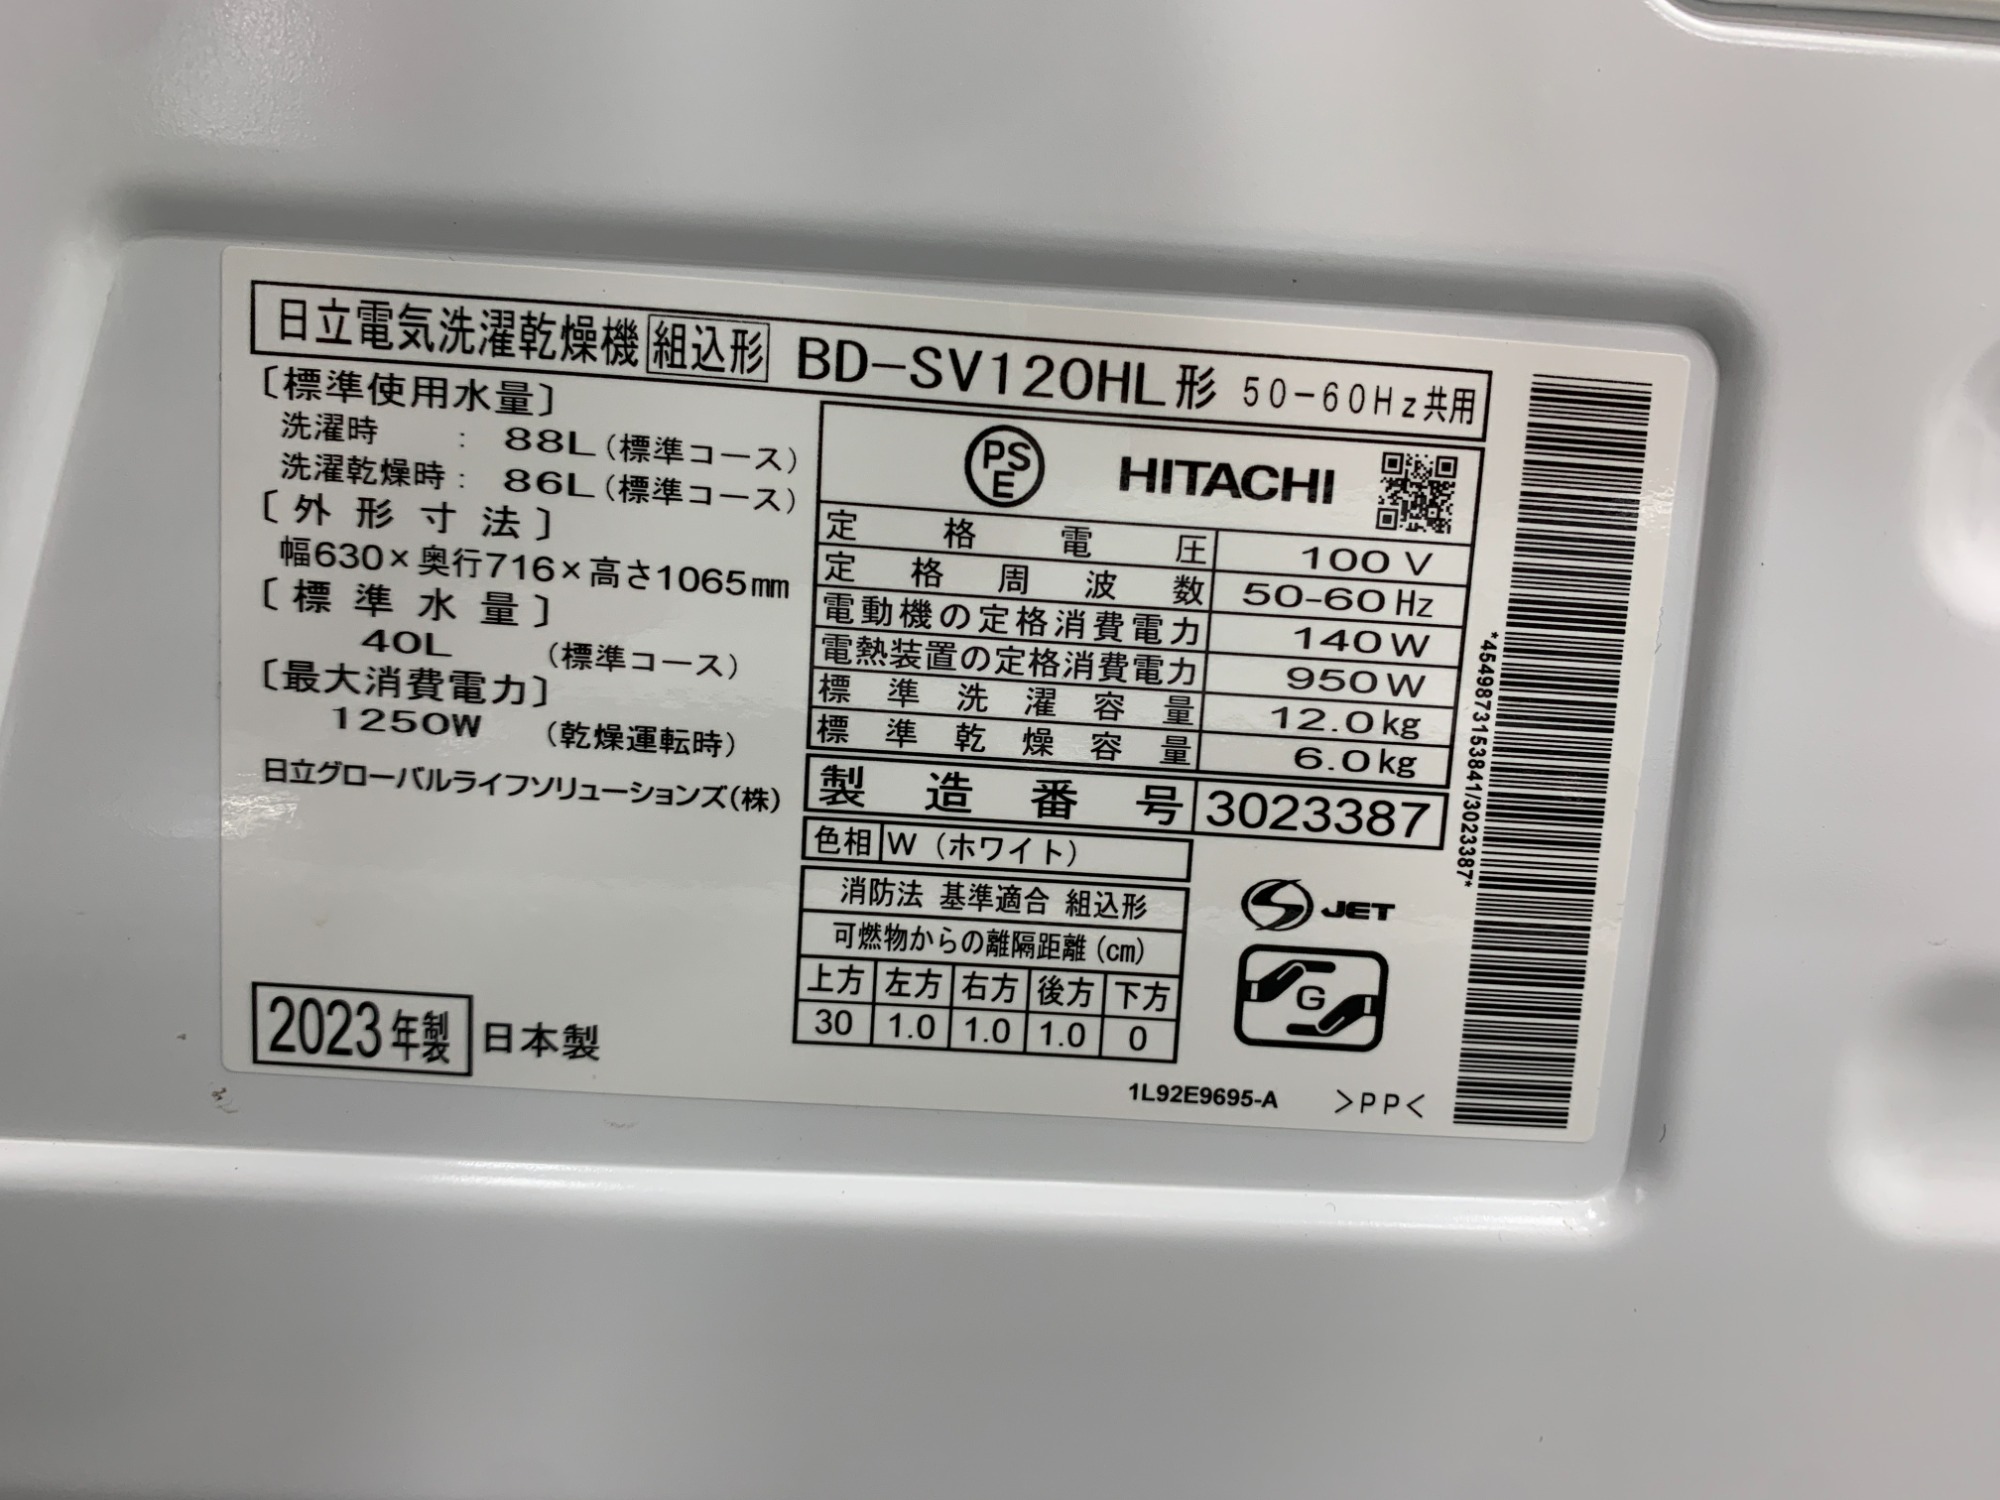 日立電気洗濯乾燥機 組込形 BD-SV120HL形 50-60Hz共用
〔標準使用水量〕
洗濯時 : 88L(標準コース)
洗濯乾燥時: 86L(標準コース)
〔外形寸法〕
幅630×奥行716×高さ1065mm
〔標準水量〕
40L (標準コース)
〔最大消費電力〕
1250W (乾燥運転時)
日立グローバルライフソリューションズ(株)
2023年製 日本製
PSE HITACHI
定格電圧 100V
定格周波数 50-60Hz
電動機の定格消費電力 140W
電熱装置の定格消費電力 950W
標準洗濯容量 12.0kg
標準乾燥容量 6.0kg
製造番号 3023387
色相 W(ホワイト)
消防法 基準適合 組込形
可燃物からの離隔距離(cm)
上方 左方 右方 後方 下方
30 1.0 1.0 1.0 0
S JET
G
1L92E9695-A >PP<
*4549873153841/3023387*